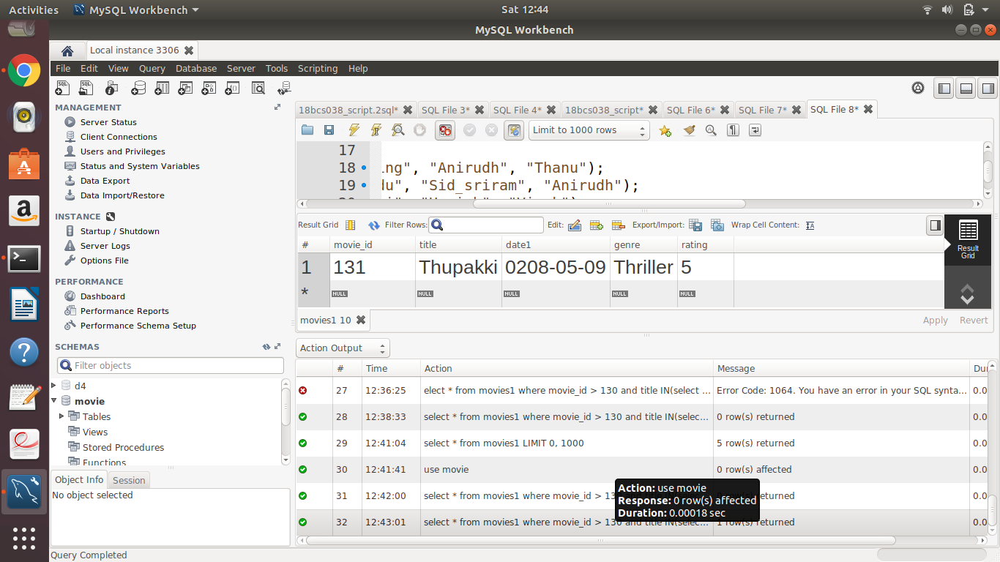 Activities MySQL Workbench Sat 12:44
MySQL Workbench
Local instance 3306
File Edit View Query Database Server Tools Scripting Help
MANAGEMENT
Server Status
Client Connections
Users and Privileges
Status and System Variables
Data Export
Data Import/Restore
INSTANCE
Startup / Shutdown
Server Logs
Options File
PERFORMANCE
Dashboard
Performance Reports
Performance Schema Setup
SCHEMAS
Filter objects
d4
movie
Tables
Views
Stored Procedures
Functions
Object Info Session
No object selected
18bcs038_script.2sql* SQL File 3* SQL File 4* 18bcs038_script* SQL File 6* SQL File 7* SQL File 8*
Limit to 1000 rows
17
18 ing", "Anirudh", "Thanu");
19 du", "Sid_sriram", "Anirudh");
Result Grid Filter Rows: Edit: Export/Import: Wrap Cell Content:
# movie_id title date1 genre rating
1 131 Thupakki 0208-05-09 Thriller 5
* NULL NULL NULL NULL NULL
Result
Grid
movies1 10 Apply Revert
Action Output
# Time Action Message Dur
27 12:36:25 elect * from movies1 where movie_id > 130 and title IN(select ... Error Code: 1064. You have an error in your SQL synta... 0.0
28 12:38:33 select * from movies1 where movie_id > 130 and title IN(selec... 0 row(s) returned 0.0
29 12:41:04 select * from movies1 LIMIT 0, 1000 5 row(s) returned 0.0
30 12:41:41 use movie 0 row(s) affected 0.0
31 12:42:00 select * from movies1 where movie_id > 13 returned 0.0
32 12:43:01 select * from movies1 where movie_id > 130 and title IN(selec... 1 row(s) returned 0.0
Action: use movie
Response: 0 row(s) affected
Duration: 0.00018 sec
Query Completed